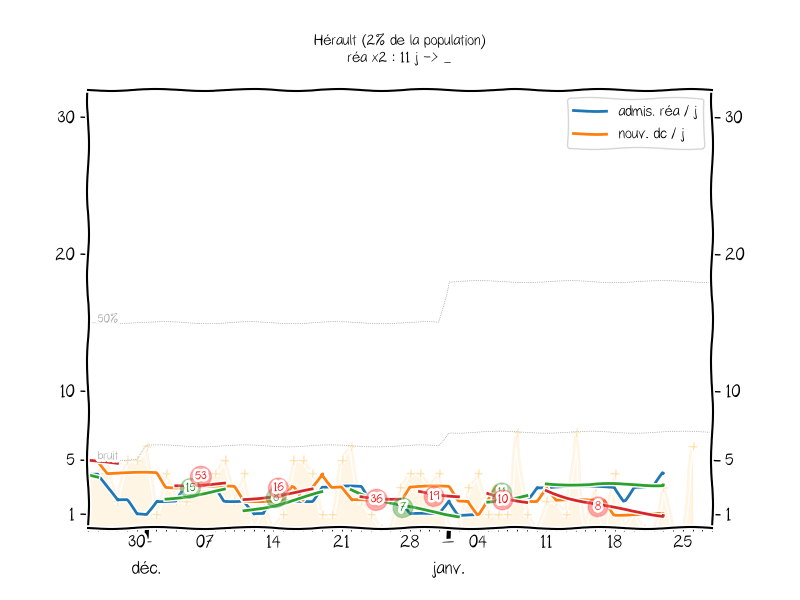 Hérault (2% de la population)
réa x2 : 11 j -> _
admis. réa / j
nouv. dc / j
30 30
20 20
50%
10 10
bruit
5 5
53
15
16
36
19
7
10
8
1 1
30 07 14 21 28 04 11 18 25
déc. janv.